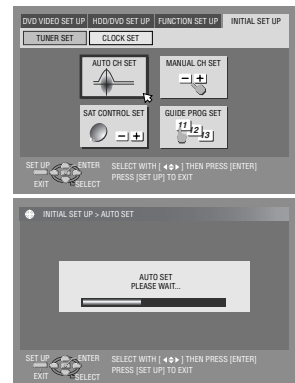 DVD VIDEO SET UP HDD/DVD SET UP FUNCTION SET UP INITIAL SET UP
TUNER SET CLOCK SET
AUTO CH SET MANUAL CH SET
SAT CONTROL SET GUIDE PROG SET
11 12 13
SET UP ENTER SELECT WITH [ ] THEN PRESS [ENTER]
EXIT SELECT PRESS [SET UP] TO EXIT
INITIAL SET UP > AUTO SET
AUTO SET
PLEASE WAIT...
SET UP ENTER SELECT WITH [ ] THEN PRESS [ENTER]
EXIT SELECT PRESS [SET UP] TO EXIT